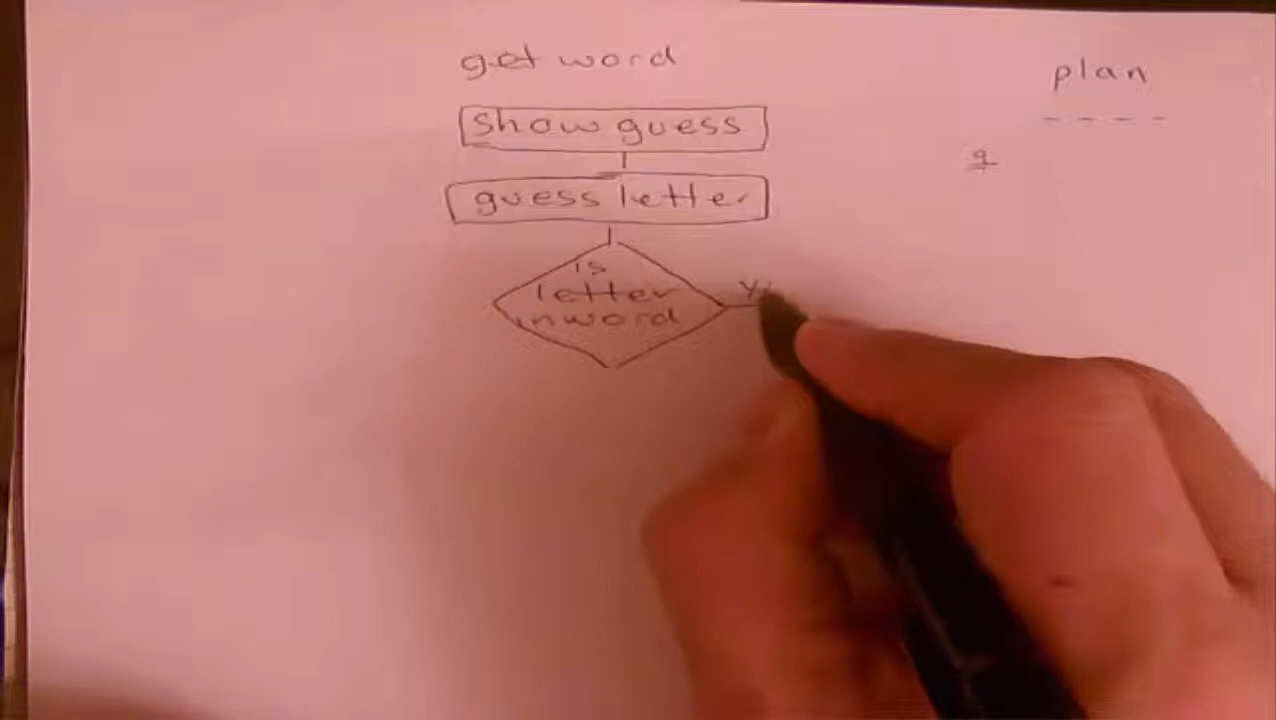 get word
plan
show guess
- - - -
guess letter
is
letter
in word